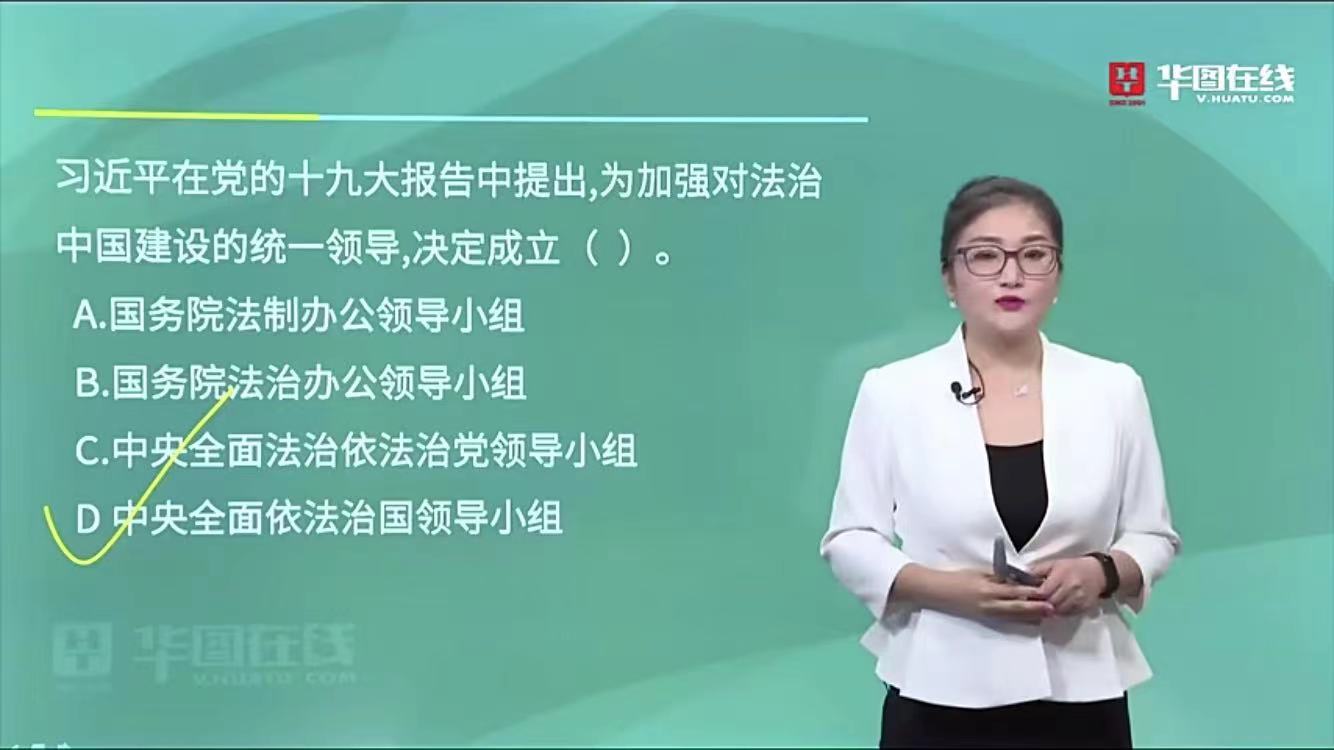 华图在线
SINCE 2001
V.HUATU.COM
习近平在党的十九大报告中提出,为加强对法治
中国建设的统一领导,决定成立（ ）。
A.国务院法制办公领导小组
B.国务院法治办公领导小组
C.中央全面法治依法治党领导小组
D 中央全面依法治国领导小组
华图在线
V.HUATU.COM